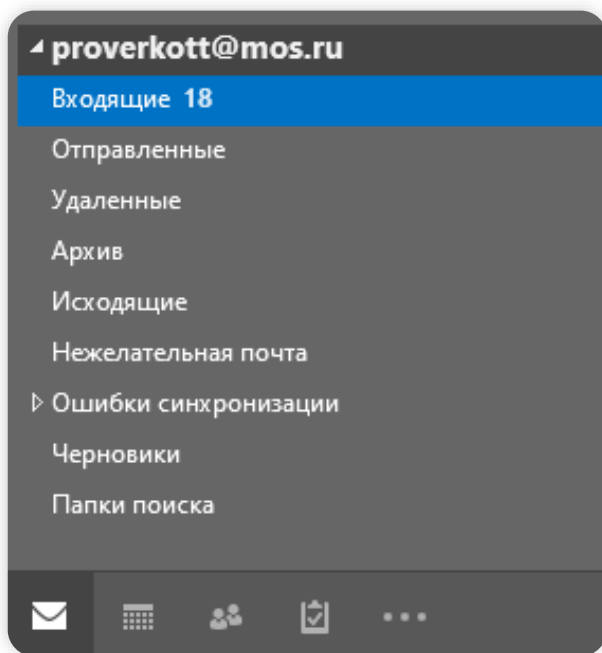 proverkott@mos.ru
Входящие 18
Отправленные
Удаленные
Архив
Исходящие
Нежелательная почта
Ошибки синхронизации
Черновики
Папки поиска